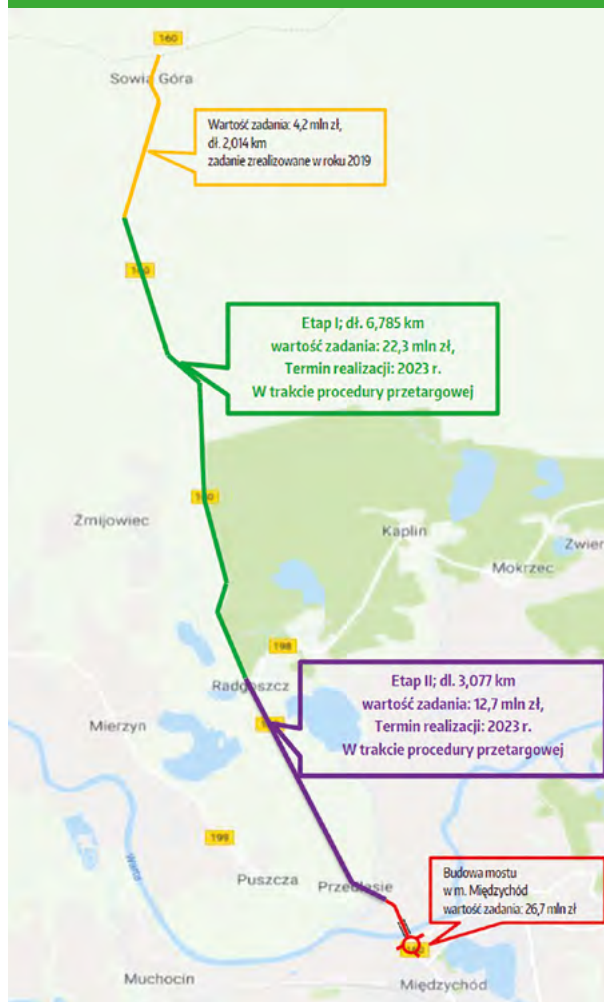 160
Sowia Góra
Wartość zadania: 4,2 mln zł,
dł. 2,014 km
zadanie zrealizowane w roku 2019
160
Etap I; dł. 6,785 km
wartość zadania: 22,3 mln zł,
Termin realizacji: 2023 r.
W trakcie procedury przetargowej
160
Żmijowiec
Kaplin
Zwier
Mokrzec
198
Radgoszcz
Etap II; dl. 3,077 km
wartość zadania: 12,7 mln zł,
Termin realizacji: 2023 r.
W trakcie procedury przetargowej
Mierzyn
199
Warta
Puszcza
Przedlasie
Budowa mostu
w m. Międzychód
wartość zadania: 26,7 mln zł
Muchocin
Międzychód